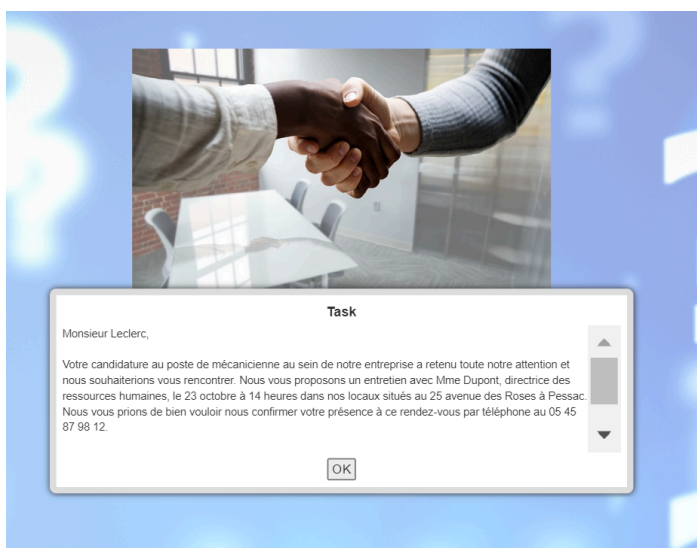 Task
Monsieur Leclerc,
Votre candidature au poste de mécanicienne au sein de notre entreprise a retenu toute notre attention et
nous souhaiterions vous rencontrer. Nous vous proposons un entretien avec Mme Dupont, directrice des
ressources humaines, le 23 octobre à 14 heures dans nos locaux situés au 25 avenue des Roses à Pessac.
Nous vous prions de bien vouloir nous confirmer votre présence à ce rendez-vous par téléphone au 05 45
87 98 12.
OK